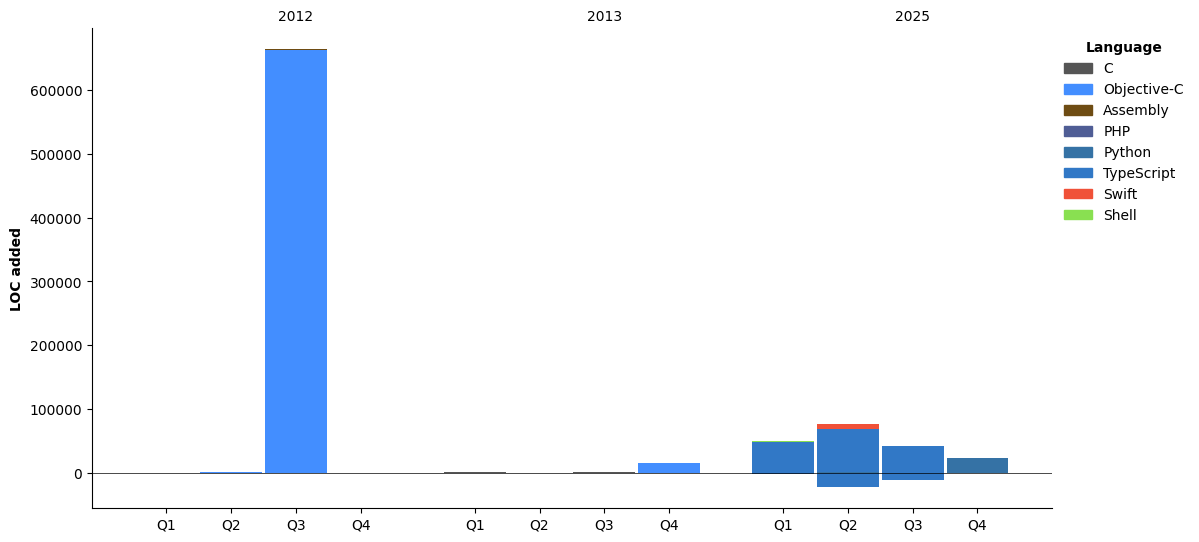 2012 2013 2025
Language
C
Objective-C
Assembly
PHP
Python
TypeScript
Swift
Shell
LOC added
600000
500000
400000
300000
200000
100000
0
Q1 Q2 Q3 Q4 Q1 Q2 Q3 Q4 Q1 Q2 Q3 Q4